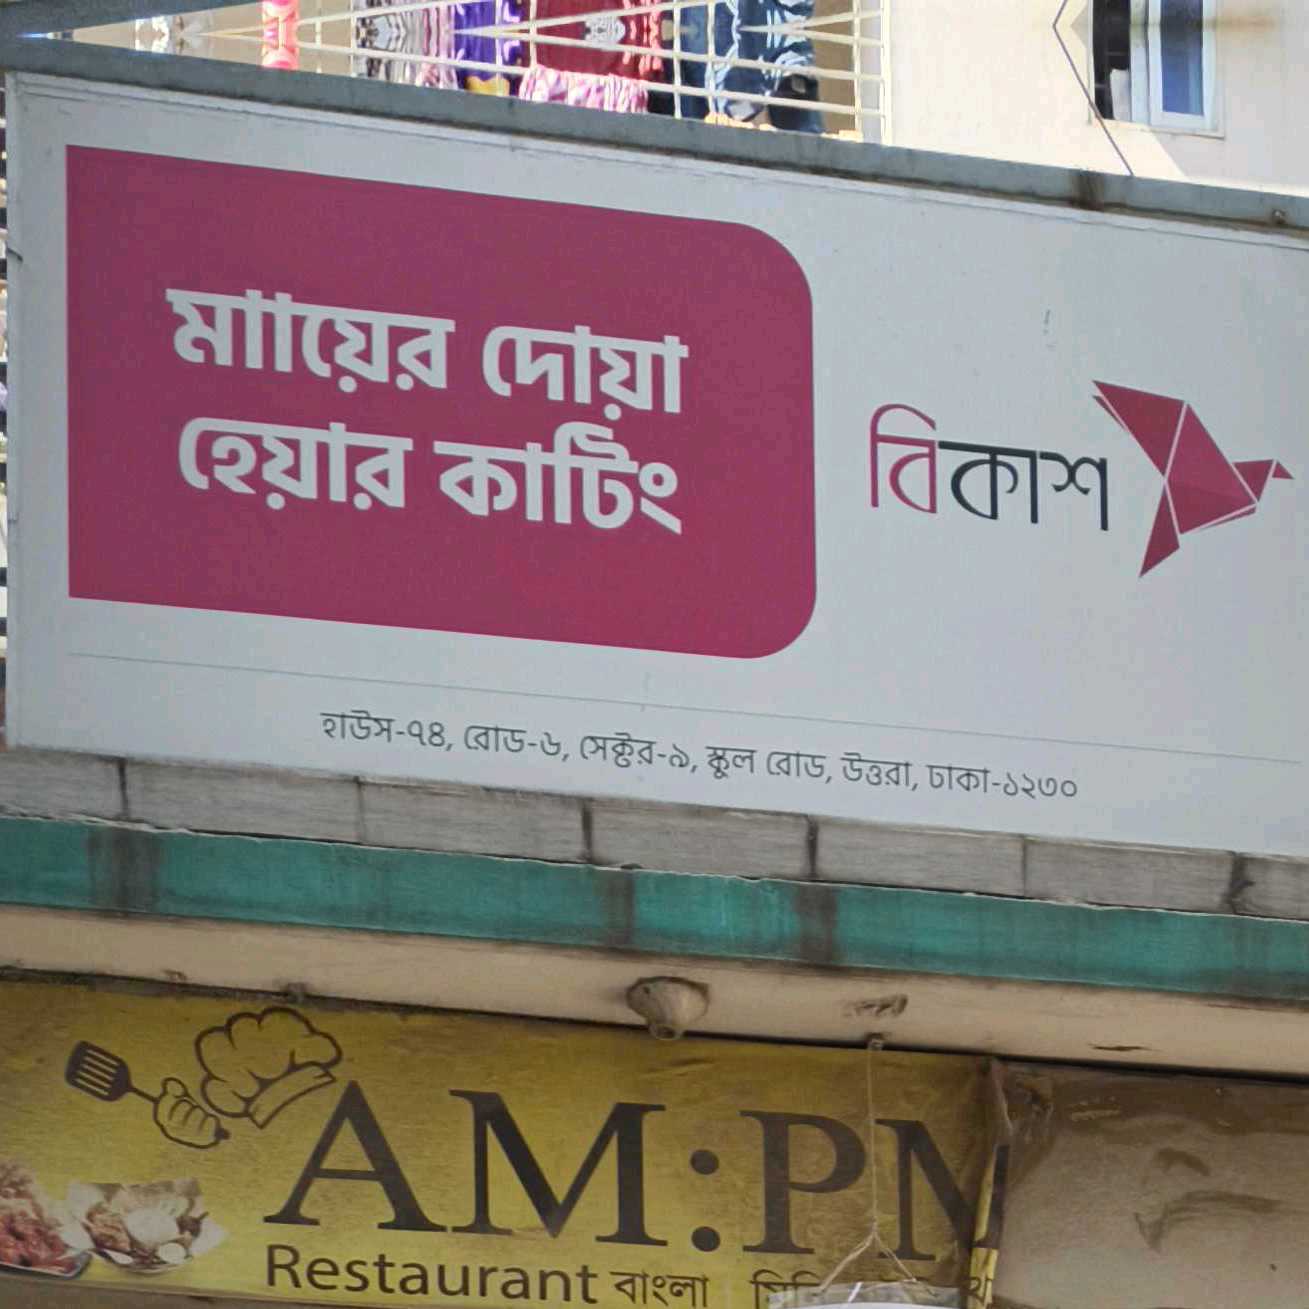 মাায়ের দোয়া
হেয়ার কাটিং
বিকাশ
হাউস-৭৪, রোড-৬, সেক্টর-৯, স্কুল রোড, উত্তরা, ঢাকা-১২৩০
AM:PM
Restaurant বাংলা